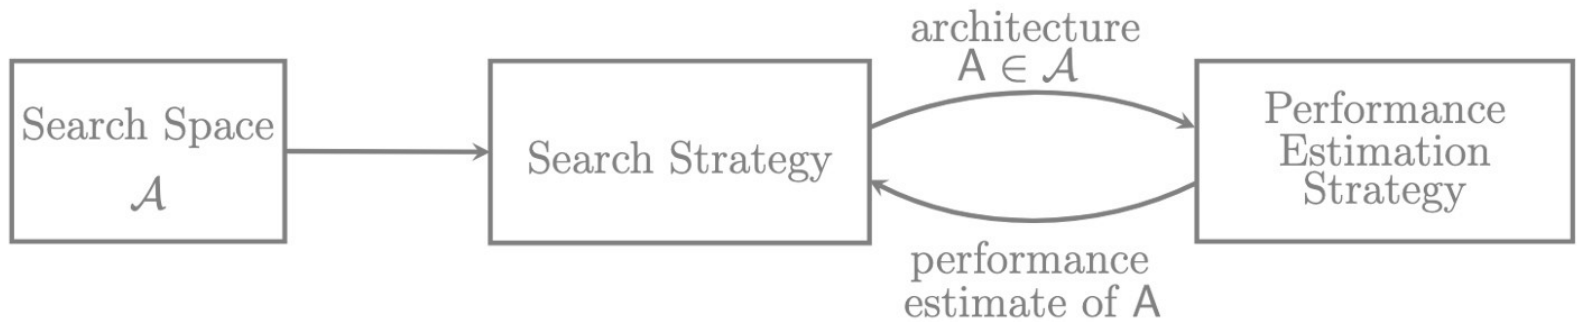 Search Space
𝒜
Search Strategy
architecture
A ∈ 𝒜
performance
estimate of A
Performance
Estimation
Strategy